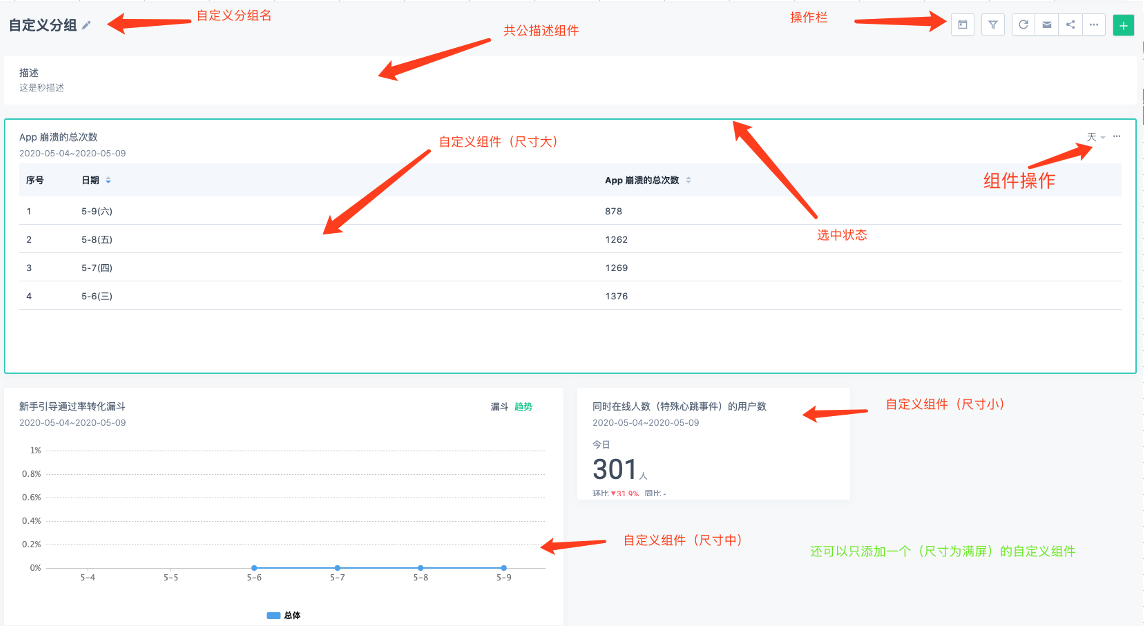 自定义分组
自定义分组名
操作栏
共公描述组件
描述
这是秒描述
App 崩溃的总次数
2020-05-04~2020-05-09
自定义组件（尺寸大）
天
组件操作
序号 日期 App 崩溃的总次数
1 5-9(六) 878
2 5-8(五) 1262
选中状态
3 5-7(四) 1269
4 5-6(三) 1376
新手引导通过率转化漏斗
2020-05-04~2020-05-09
漏斗 趋势
1%
0.8%
0.6%
0.4%
0.2%
0%
5-4 5-5 5-6 5-7 5-8 5-9
总体
自定义组件（尺寸中）
同时在线人数（特殊心跳事件）的用户数
2020-05-04~2020-05-09
今日
301人
环比▼31.9% 同比 -
自定义组件（尺寸小）
还可以只添加一个（尺寸为满屏）的自定义组件